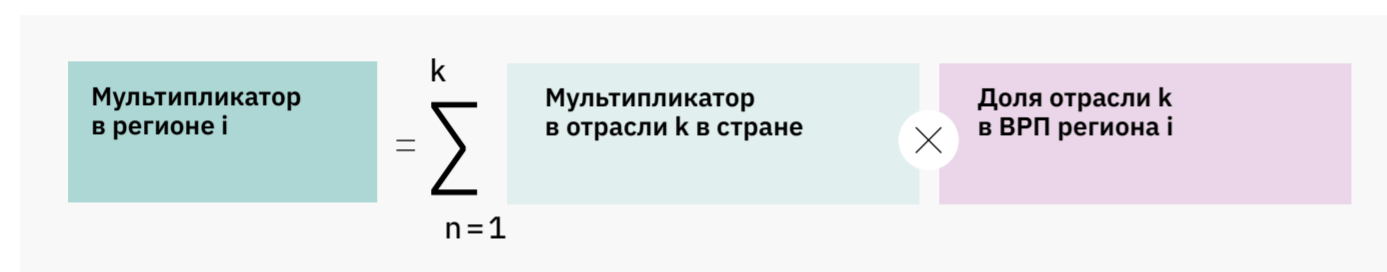 Мультипликатор
в регионе i
=
k
∑
n=1
Мультипликатор
в отрасли k в стране
×
Доля отрасли k
в ВРП региона i